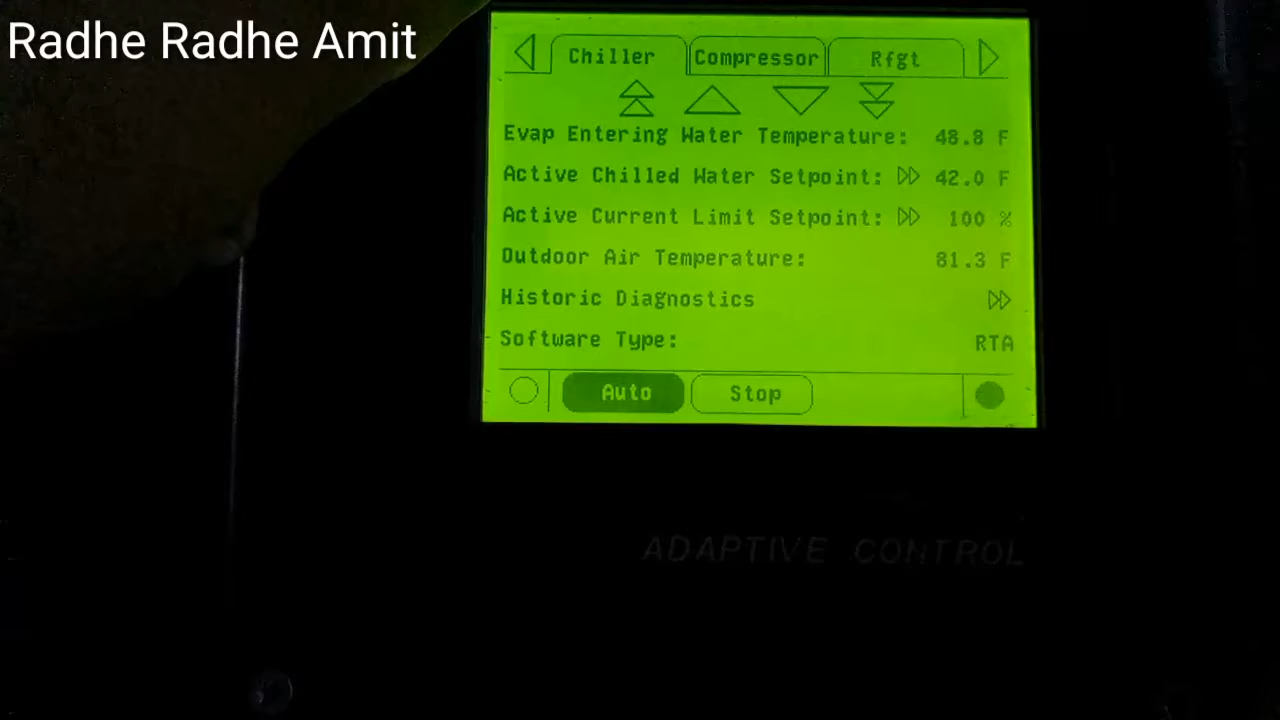 Radhe Radhe Amit
Chiller Compressor Rfgt
Evap Entering Water Temperature: 48.8 F
Active Chilled Water Setpoint: 42.0 F
Active Current Limit Setpoint: 100 %
Outdoor Air Temperature: 81.3 F
Historic Diagnostics
Software Type: RTA
Auto Stop
ADAPTIVE CONTROL